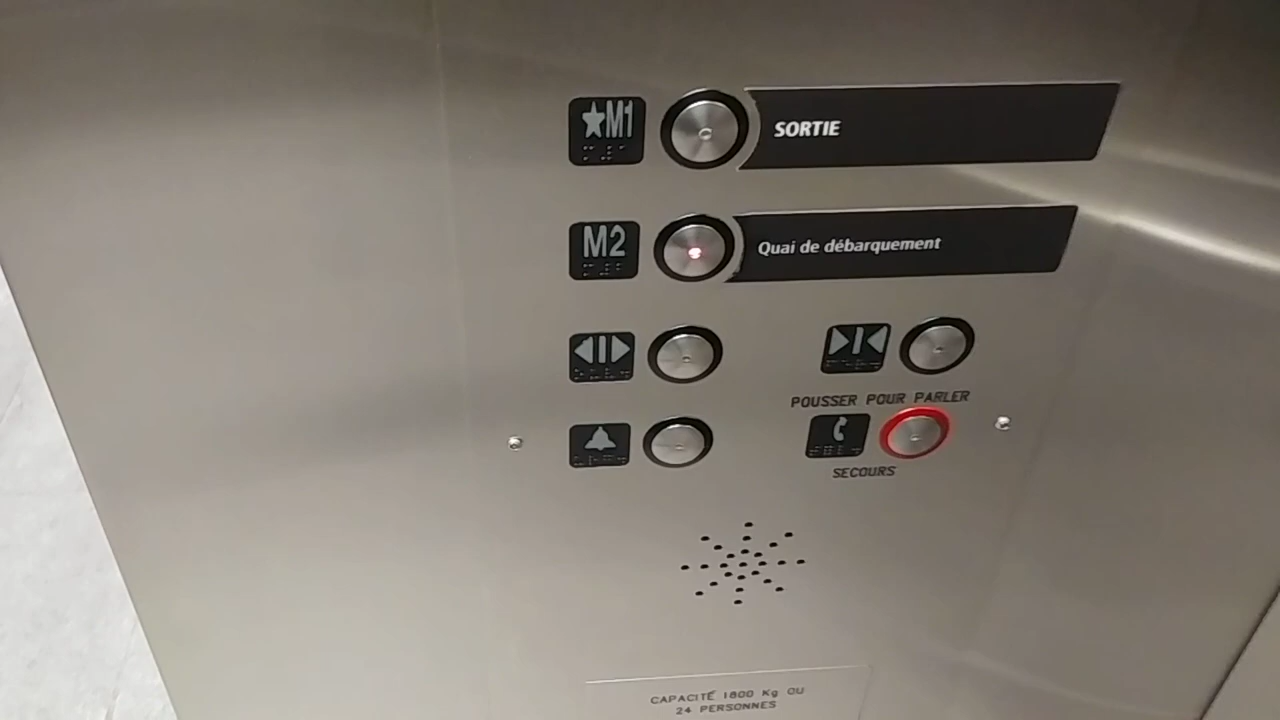 ★M1 SORTIE
M2 Quai de débarquement
POUSSER POUR PARLER
SECOURS
CAPACITÉ 1800 Kg OU
24 PERSONNES